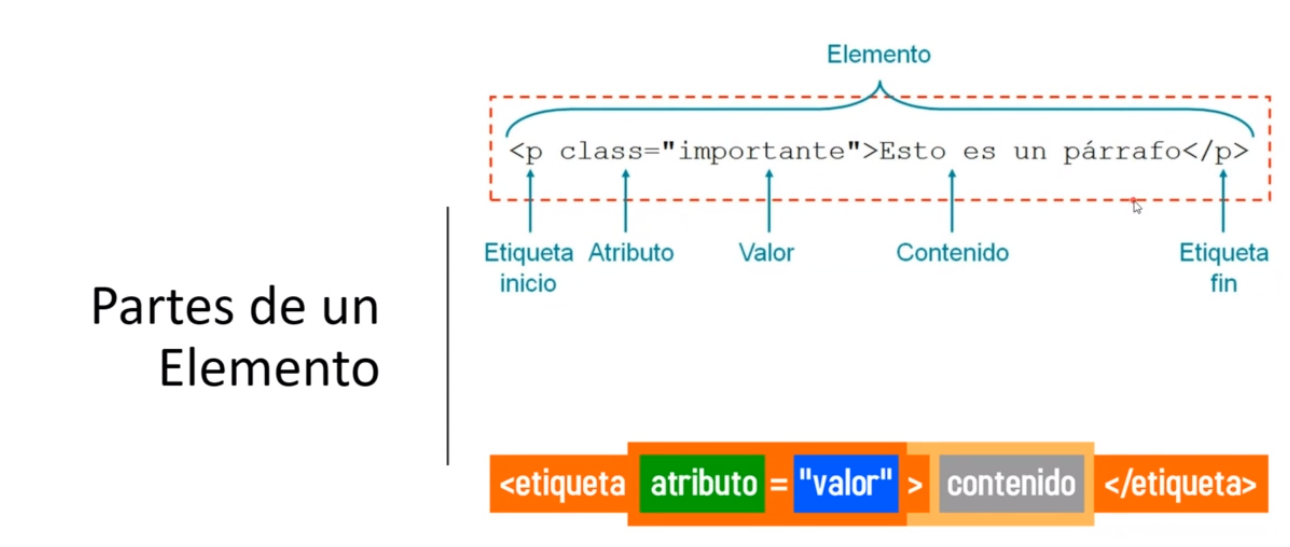 Partes de un
Elemento
Elemento
<p class="importante">Esto es un párrafo</p>
Etiqueta inicio
Atributo
Valor
Contenido
Etiqueta fin
<etiqueta atributo = "valor" > contenido </etiqueta>